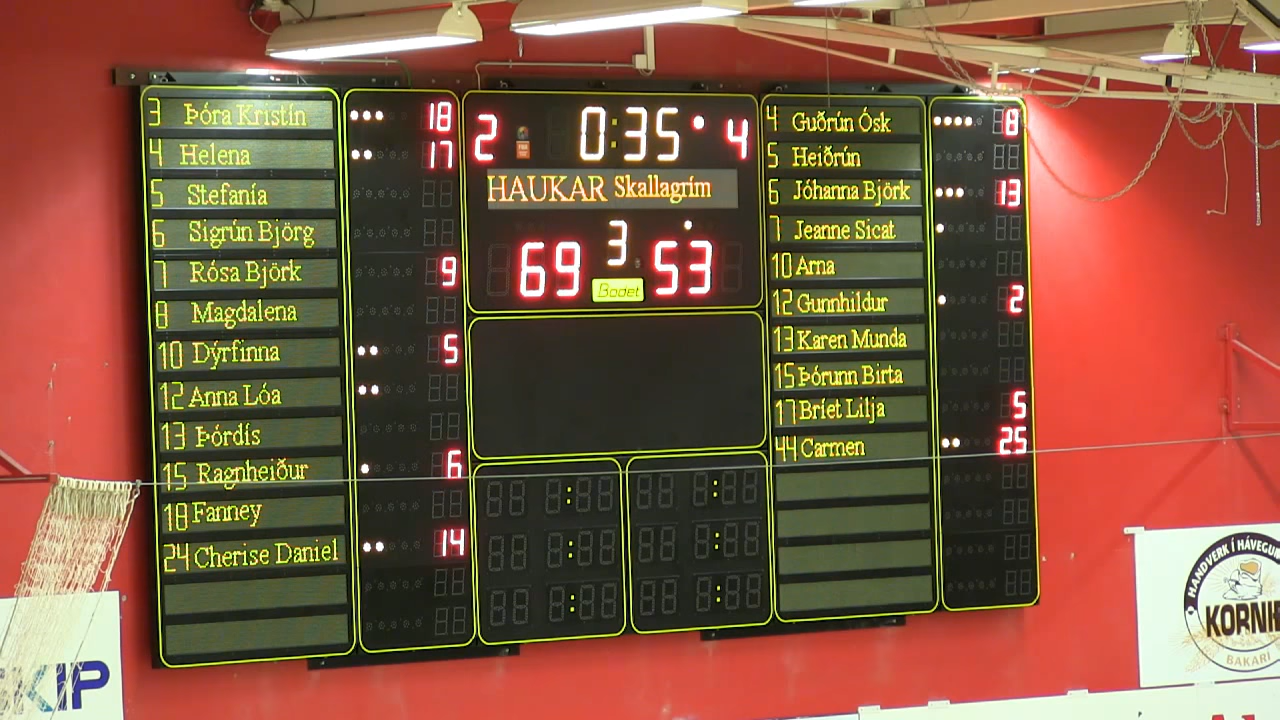 3 Þóra Kristín 18
4 Helena 17
5 Stefanía
6 Sigrún Björg
7 Rósa Björk 9
8 Magdalena
10 Dýrfinna 5
12 Anna Lóa
13 Þórdís
15 Ragnheiður 6
18 Fanney
24 Cherise Daniel 14
2 0:35 4
HAUKAR Skallagrím
69 3 53
Bodet
4 Guðrún Ósk 8
5 Heiðrún
6 Jóhanna Björk 13
7 Jeanne Sicat
10 Arna
12 Gunnhildur 2
13 Karen Munda
15 Þórunn Birta
17 Bríet Lilja 5
44 Carmen 25
KIP
HANDVERK Í HÁVEGUM
KORNI
BAKARÍ